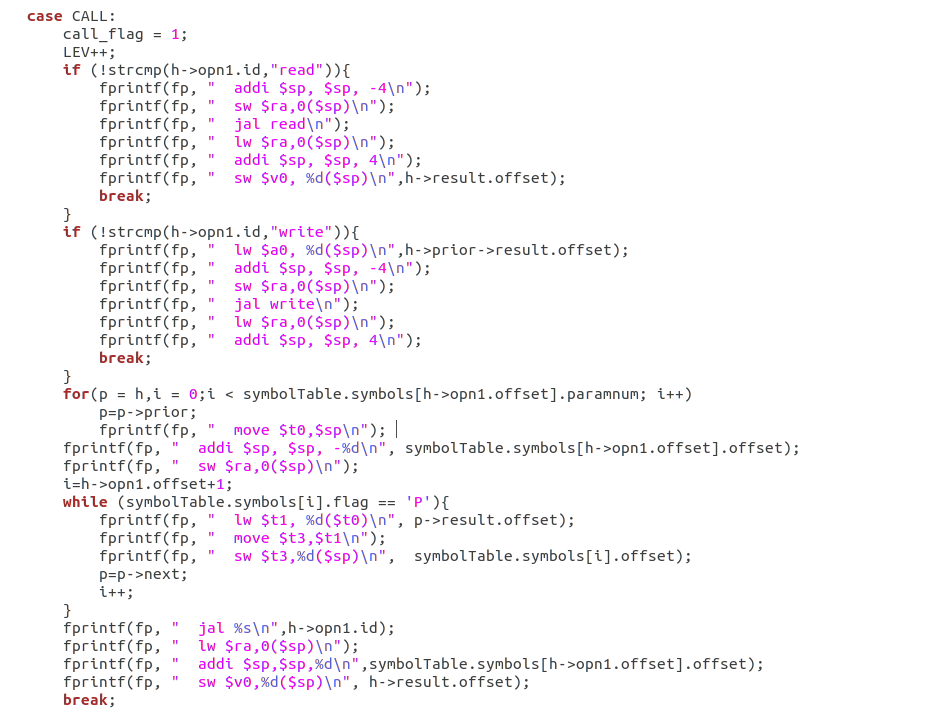 case CALL:
    call_flag = 1;
    LEV++;
    if (!strcmp(h->opn1.id,"read")){
        fprintf(fp, "  addi $sp, $sp, -4\n");
        fprintf(fp, "  sw $ra,0($sp)\n");
        fprintf(fp, "  jal read\n");
        fprintf(fp, "  lw $ra,0($sp)\n");
        fprintf(fp, "  addi $sp, $sp, 4\n");
        fprintf(fp, "  sw $v0, %d($sp)\n",h->result.offset);
        break;
    }
    if (!strcmp(h->opn1.id,"write")){
        fprintf(fp, "  lw $a0, %d($sp)\n",h->prior->result.offset);
        fprintf(fp, "  addi $sp, $sp, -4\n");
        fprintf(fp, "  sw $ra,0($sp)\n");
        fprintf(fp, "  jal write\n");
        fprintf(fp, "  lw $ra,0($sp)\n");
        fprintf(fp, "  addi $sp, $sp, 4\n");
        break;
    }
    for(p = h,i = 0;i < symbolTable.symbols[h->opn1.offset].paramnum; i++)
        p=p->prior;
        fprintf(fp, "  move $t0,$sp\n");
    fprintf(fp, "  addi $sp, $sp, -%d\n", symbolTable.symbols[h->opn1.offset].offset);
    fprintf(fp, "  sw $ra,0($sp)\n");
    i=h->opn1.offset+1;
    while (symbolTable.symbols[i].flag == 'P'){
        fprintf(fp, "  lw $t1, %d($t0)\n", p->result.offset);
        fprintf(fp, "  move $t3,$t1\n");
        fprintf(fp, "  sw $t3,%d($sp)\n",  symbolTable.symbols[i].offset);
        p=p->next;
        i++;
    }
    fprintf(fp, "  jal %s\n",h->opn1.id);
    fprintf(fp, "  lw $ra,0($sp)\n");
    fprintf(fp, "  addi $sp,$sp,%d\n",symbolTable.symbols[h->opn1.offset].offset);
    fprintf(fp, "  sw $v0,%d($sp)\n", h->result.offset);
    break;